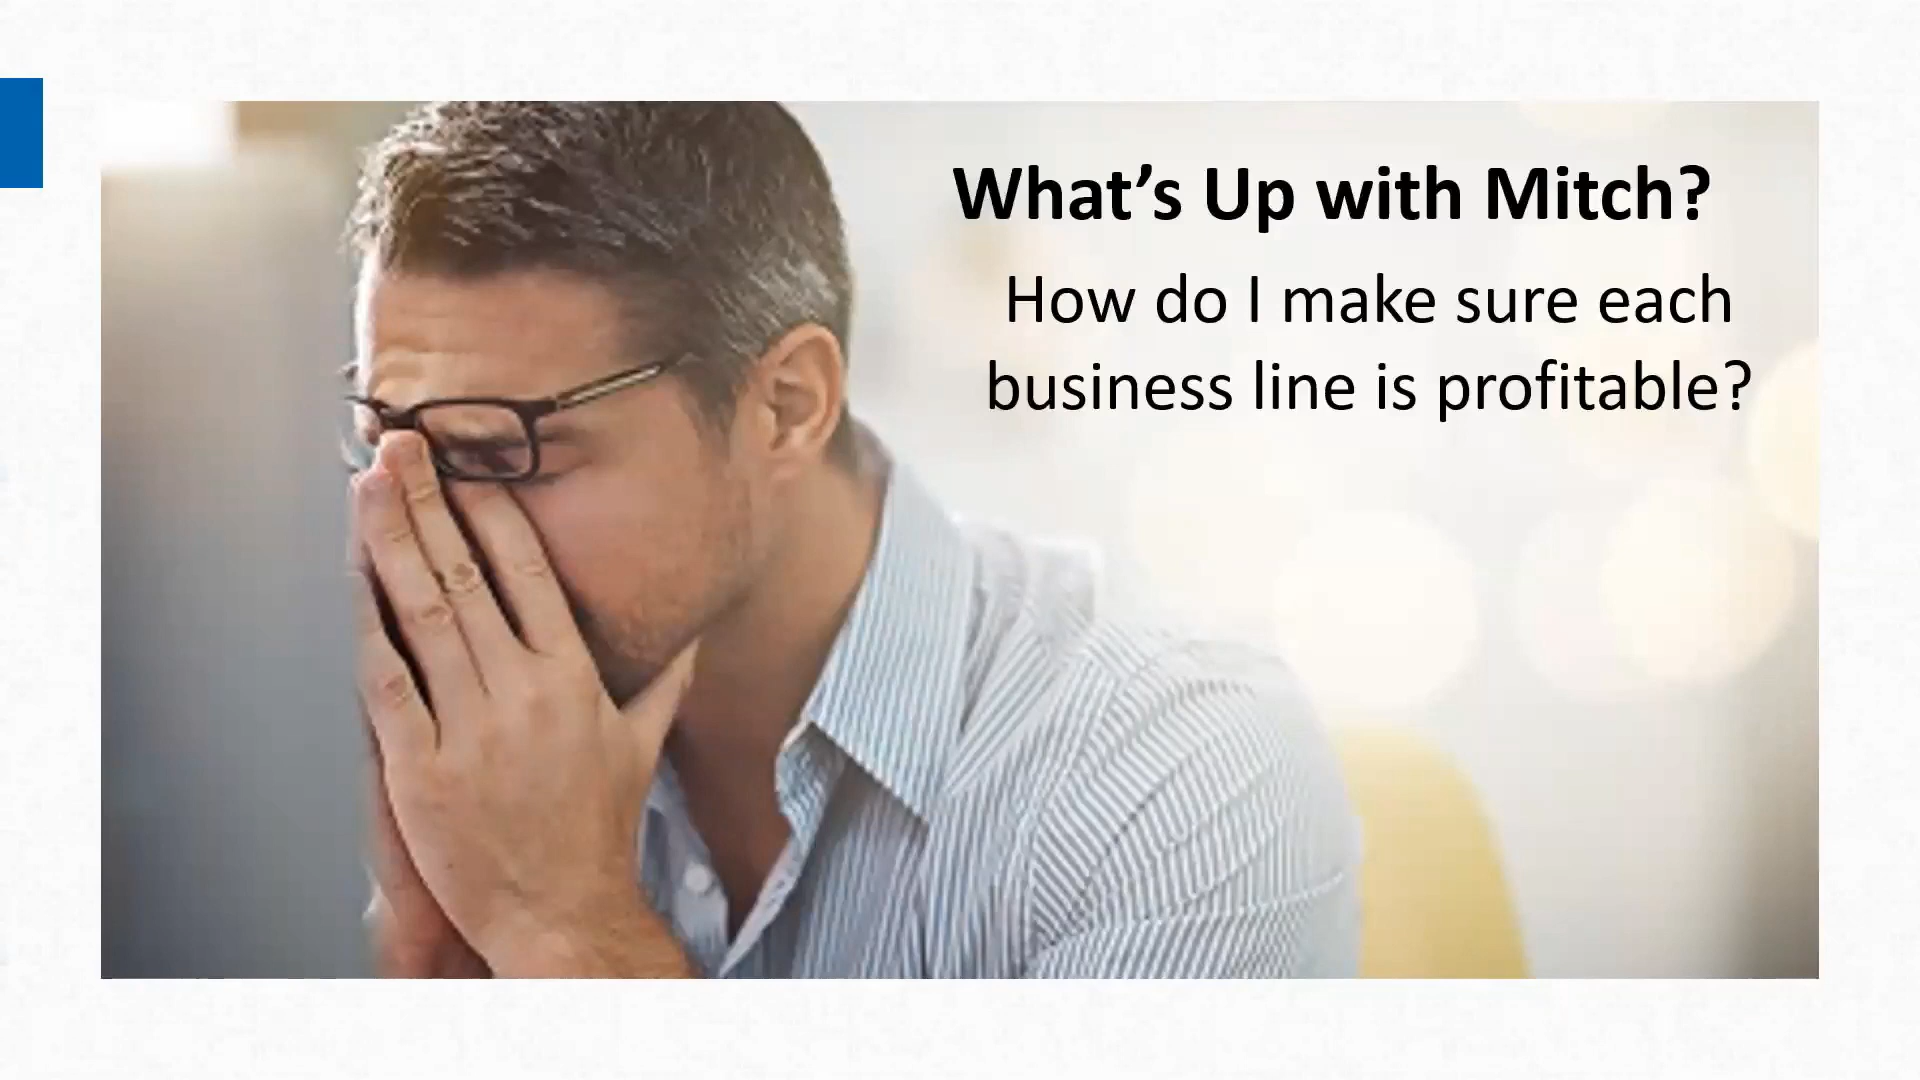 What’s Up with Mitch?
How do I make sure each
business line is profitable?